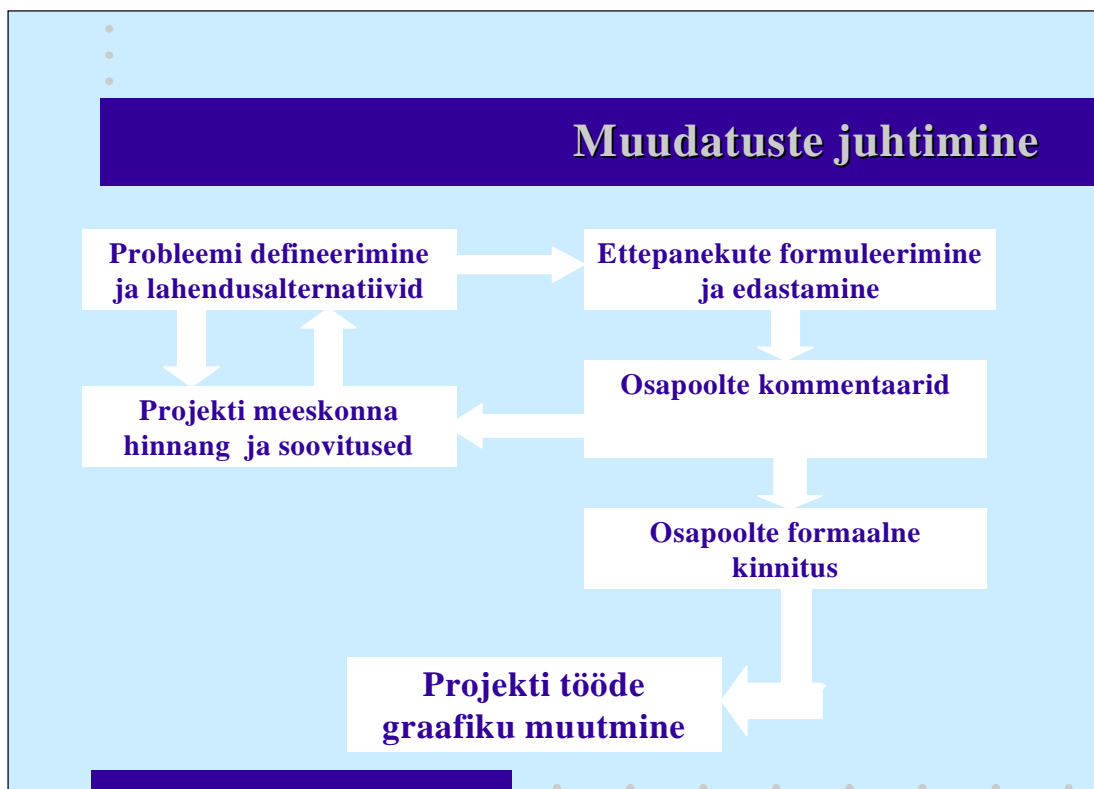 Muudatuste juhtimine
Probleemi defineerimine
ja lahendusalternatiivid
Ettepanekute formuleerimine
ja edastamine
Osapoolte kommentaarid
Projekti meeskonna
hinnang ja soovitused
Osapoolte formaalne
kinnitus
Projekti tööde
graafiku muutmine